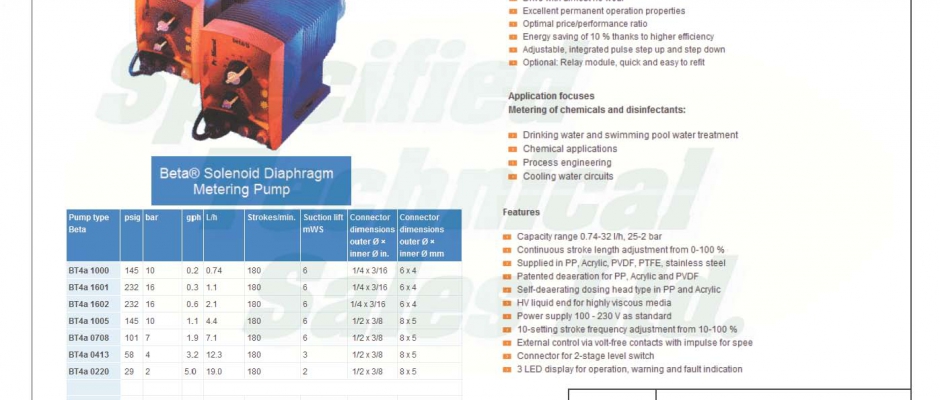 Excellent permanent operation properties
Optimal price/performance ratio
Energy saving of 10 % thanks to higher efficiency
Adjustable, integrated pulse step up and step down
Optional: Relay module, quick and easy to refit
Application focuses
Metering of chemicals and disinfectants:
Drinking water and swimming pool water treatment
Chemical applications
Process engineering
Cooling water circuits
Beta® Solenoid Diaphragm
Metering Pump
Pump type psig bar gph L/h Strokes/min. Suction lift Connector Connector
Beta mWS dimensions dimensions
outer Ø × outer Ø ×
inner Ø in. inner Ø mm
BT4a 1000 145 10 0.2 0.74 180 6 1/4 x 3/16 6 x 4
BT4a 1601 232 16 0.3 1.1 180 6 1/4 x 3/16 6 x 4
BT4a 1602 232 16 0.6 2.1 180 6 1/4 x 3/16 6 x 4
BT4a 1005 145 10 1.1 4.4 180 6 1/2 x 3/8 8 x 5
BT4a 0708 101 7 1.9 7.1 180 6 1/2 x 3/8 8 x 5
BT4a 0413 58 4 3.2 12.3 180 3 1/2 x 3/8 8 x 5
BT4a 0220 29 2 5.0 19.0 180 2 1/2 x 3/8 8 x 5
Features
Capacity range 0.74-32 l/h, 25-2 bar
Continuous stroke length adjustment from 0-100 %
Supplied in PP, Acrylic, PVDF, PTFE, stainless steel
Patented deaeration for PP, Acrylic and PVDF
Self-deaerating dosing head type in PP and Acrylic
HV liquid end for highly viscous media
Power supply 100 - 230 V as standard
10-setting stroke frequency adjustment from 10-100 %
External control via volt-free contacts with impulse for spee
Connector for 2-stage level switch
3 LED display for operation, warning and fault indication
Specified
Technical
Sales Ltd.